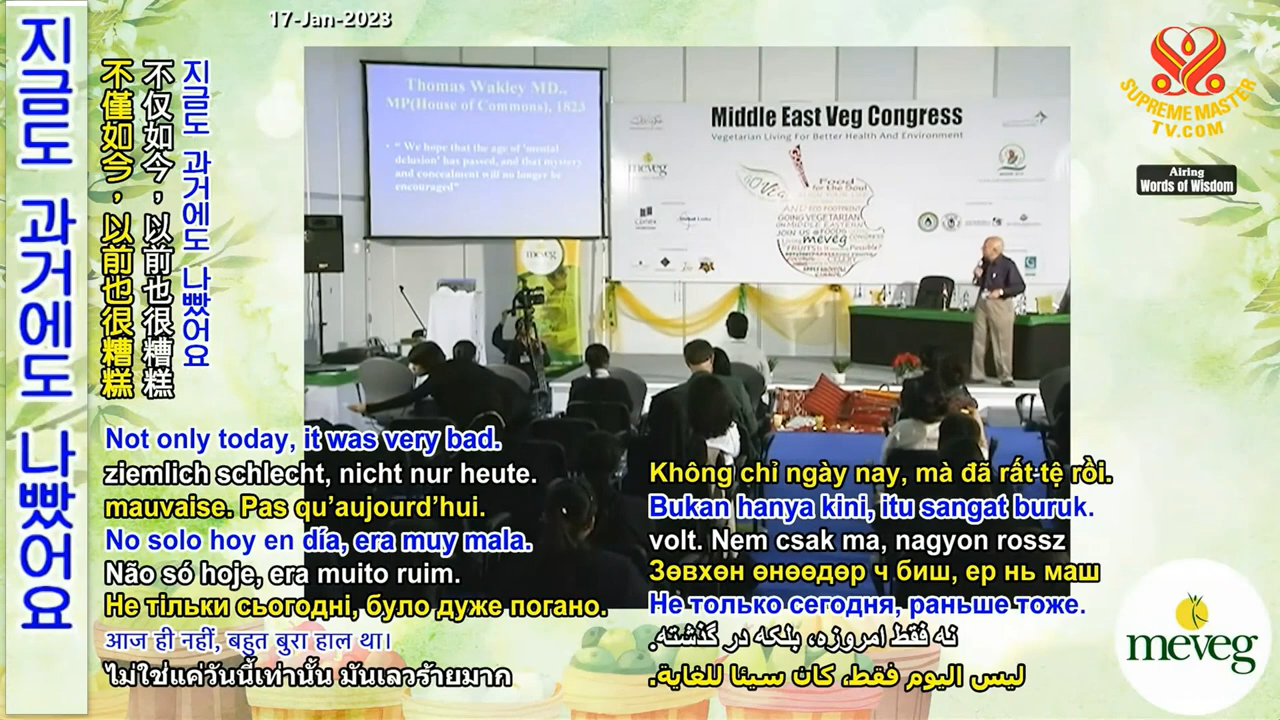 17-Jan-2023
지금도 과거에도 나빴어요
不僅如今，以前也很糟糕
不仅如今，以前也很糟糕
지금도 과거에도 나빴어요
Thomas Wakley MD.,
MP(House of Commons), 1823
" We hope that the age of 'mental
delusion' has passed, and that mystery
and concealment will no longer be
encouraged"
Middle East Veg Congress
Vegetarian Living For Better Health And Environment
meveg
Food
for the Soul
GOING VEGETARIAN
meveg
meveg
SUPREME MASTER
TV.COM
Airing
Words of Wisdom
Not only today, it was very bad.
ziemlich schlecht, nicht nur heute.
mauvaise. Pas qu'aujourd'hui.
No solo hoy en día, era muy mala.
Não só hoje, era muito ruim.
Не тільки сьогодні, було дуже погано.
आज ही नहीं, बहुत बुरा हाल था।
ไม่ใช่แค่วันนี้เท่านั้น มันเลวร้ายมาก
Không chỉ ngày nay, mà đã rất tệ rồi.
Bukan hanya kini, itu sangat buruk.
volt. Nem csak ma, nagyon rossz
Зөвхөн өнөөдөр ч биш, ер нь маш
Не только сегодня, раньше тоже.
نه فقط امروزه، بلکه در گذشته.
ليس اليوم فقط، كان سيئا للغاية.
meveg